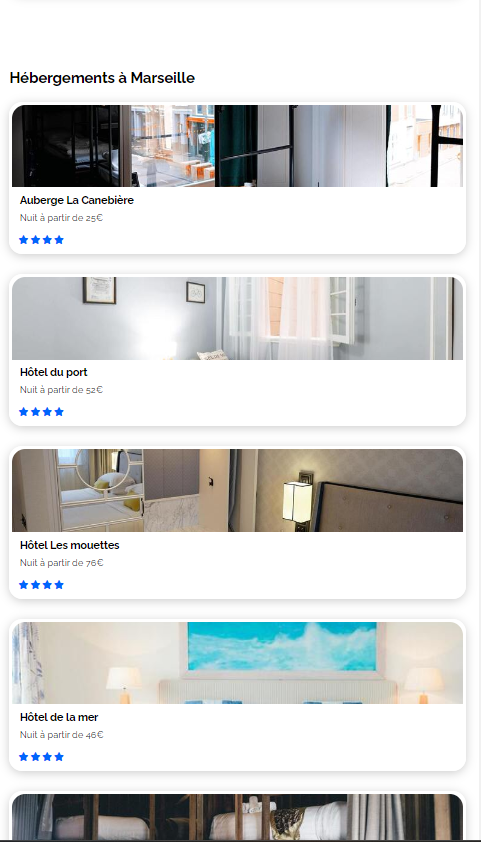 Hébergements à Marseille
Auberge La Canebière
Nuit à partir de 25€
Hôtel du port
Nuit à partir de 52€
Hôtel Les mouettes
Nuit à partir de 76€
Hôtel de la mer
Nuit à partir de 46€